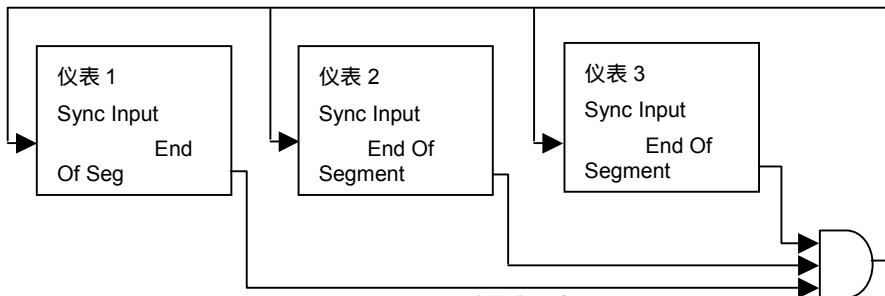 仪表 1
Sync Input
End
Of Seg
仪表 2
Sync Input
End Of
Segment
仪表 3
Sync Input
End Of
Segment